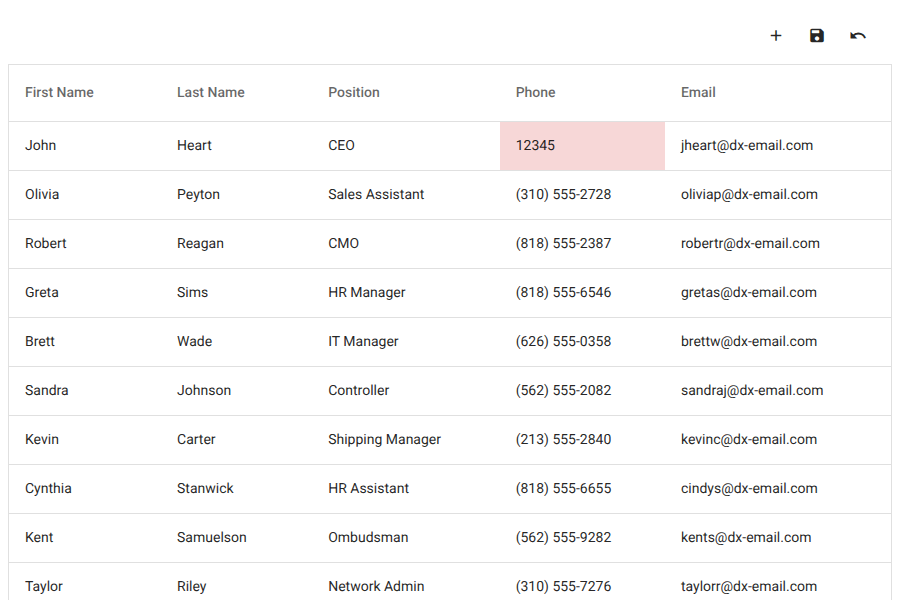 First Name Last Name Position Phone Email
John Heart CEO 12345 jheart@dx-email.com
Olivia Peyton Sales Assistant (310) 555-2728 oliviap@dx-email.com
Robert Reagan CMO (818) 555-2387 robertr@dx-email.com
Greta Sims HR Manager (818) 555-6546 gretas@dx-email.com
Brett Wade IT Manager (626) 555-0358 brettw@dx-email.com
Sandra Johnson Controller (562) 555-2082 sandraj@dx-email.com
Kevin Carter Shipping Manager (213) 555-2840 kevinc@dx-email.com
Cynthia Stanwick HR Assistant (818) 555-6655 cindys@dx-email.com
Kent Samuelson Ombudsman (562) 555-9282 kents@dx-email.com
Taylor Riley Network Admin (310) 555-7276 taylorr@dx-email.com